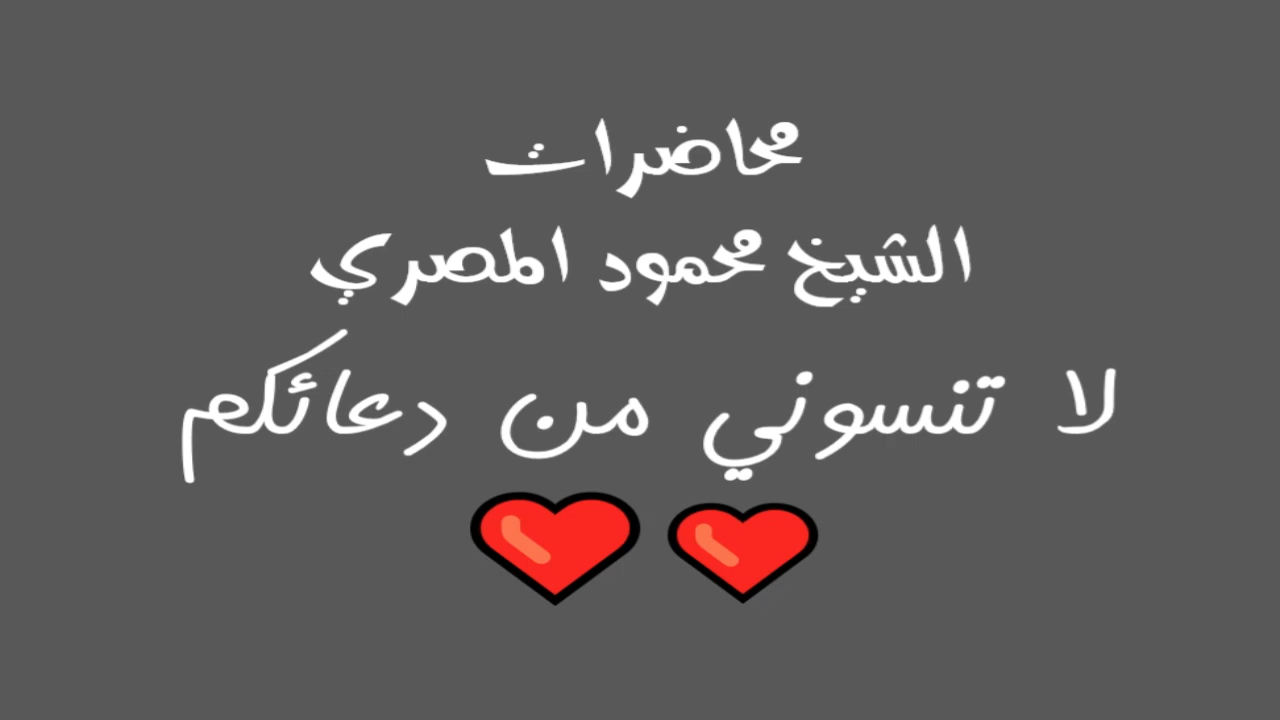 محاضرات
الشيخ محمود المصري
لا تنسوني من دعائكم